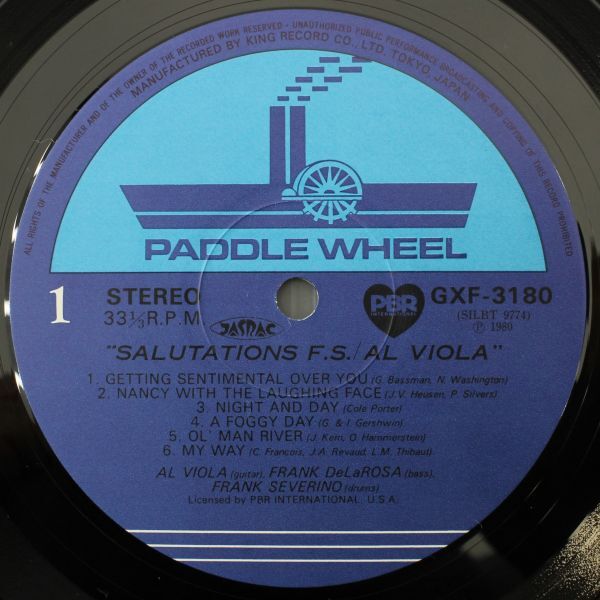 ALL RIGHTS OF THE MANUFACTURER AND OF THE OWNER OF THE RECORDED WORK RESERVED - UNAUTHORIZED PUBLIC PERFORMANCE BROADCASTING AND COPYING OF THIS RECORD PROHIBITED
MANUFACTURED BY KING RECORD CO., LTD. TOKYO, JAPAN
PADDLE WHEEL
1 STEREO
33 1/3 R.P.M
JASRAC
PBR
INTERNATIONAL
GXF-3180
(SILBT 9774)
Ⓟ 1980
"SALUTATIONS F.S./AL VIOLA"
1. GETTING SENTIMENTAL OVER YOU (G. Bassman, N. Washington)
2. NANCY WITH THE LAUGHING FACE (J.V. Heusen, P. Silvers)
3. NIGHT AND DAY (Cole Porter)
4. A FOGGY DAY (G. & I. Gershwin)
5. OL' MAN RIVER (J. Kern, O. Hammerstein)
6. MY WAY (C. Francois, J.A. Revaud, L.M. Thibaut)
AL VIOLA (guitar), FRANK DeLaROSA (bass),
FRANK SEVERINO (drums)
Licensed by PBR INTERNATIONAL, U.S.A.